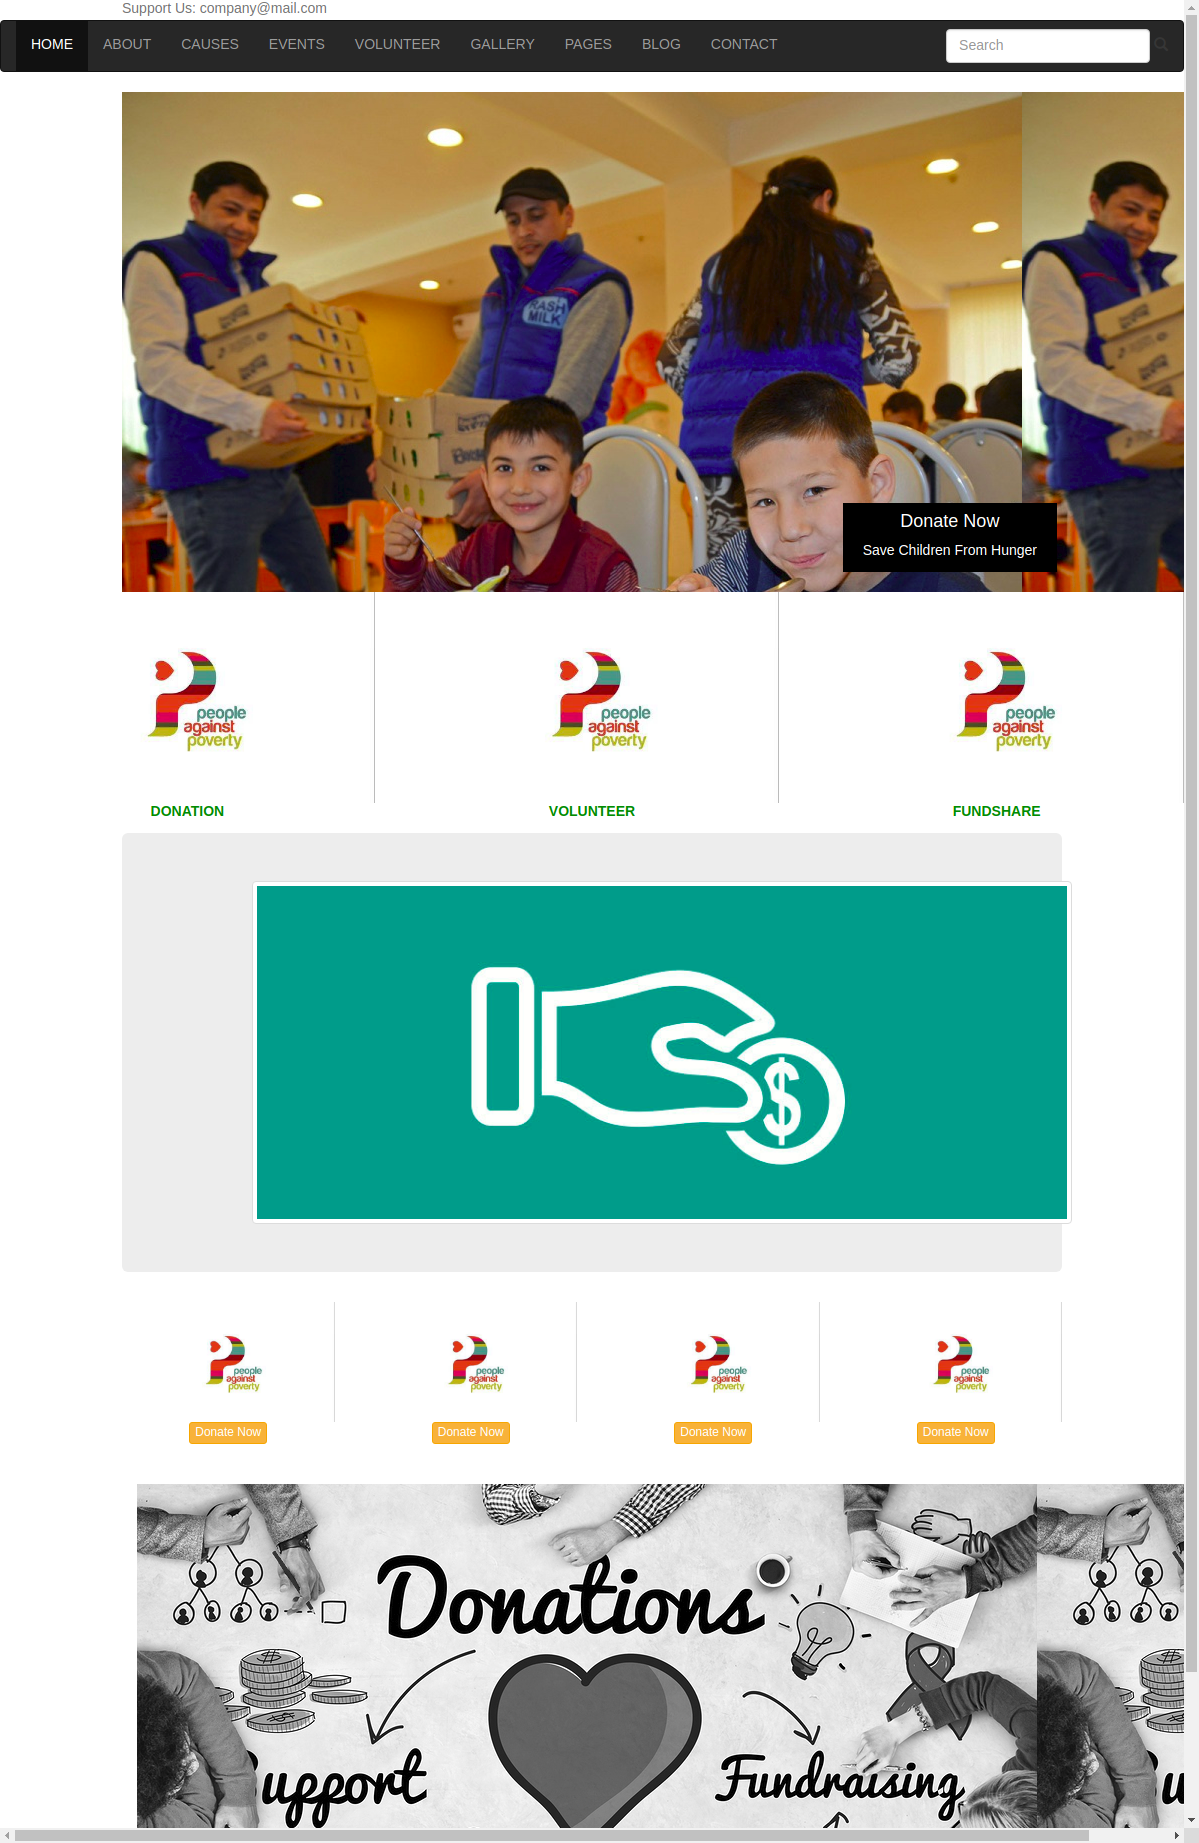 Support Us: company@mail.com
HOME ABOUT CAUSES EVENTS VOLUNTEER GALLERY PAGES BLOG CONTACT Search
RASH
MILK
Donate Now
Save Children From Hunger
people people people
against against against
poverty poverty poverty
DONATION VOLUNTEER FUNDSHARE
$
people people people people
against against against against
poverty poverty poverty poverty
Donate Now Donate Now Donate Now Donate Now
Donations
upport Fundraising